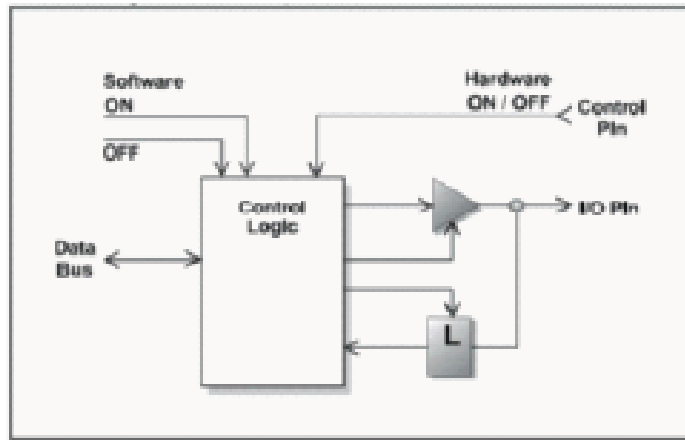 Software
ON
OFF
Hardware
ON / OFF
Control
Pin
Control
Logic
I/O Pin
Data
Bus
L